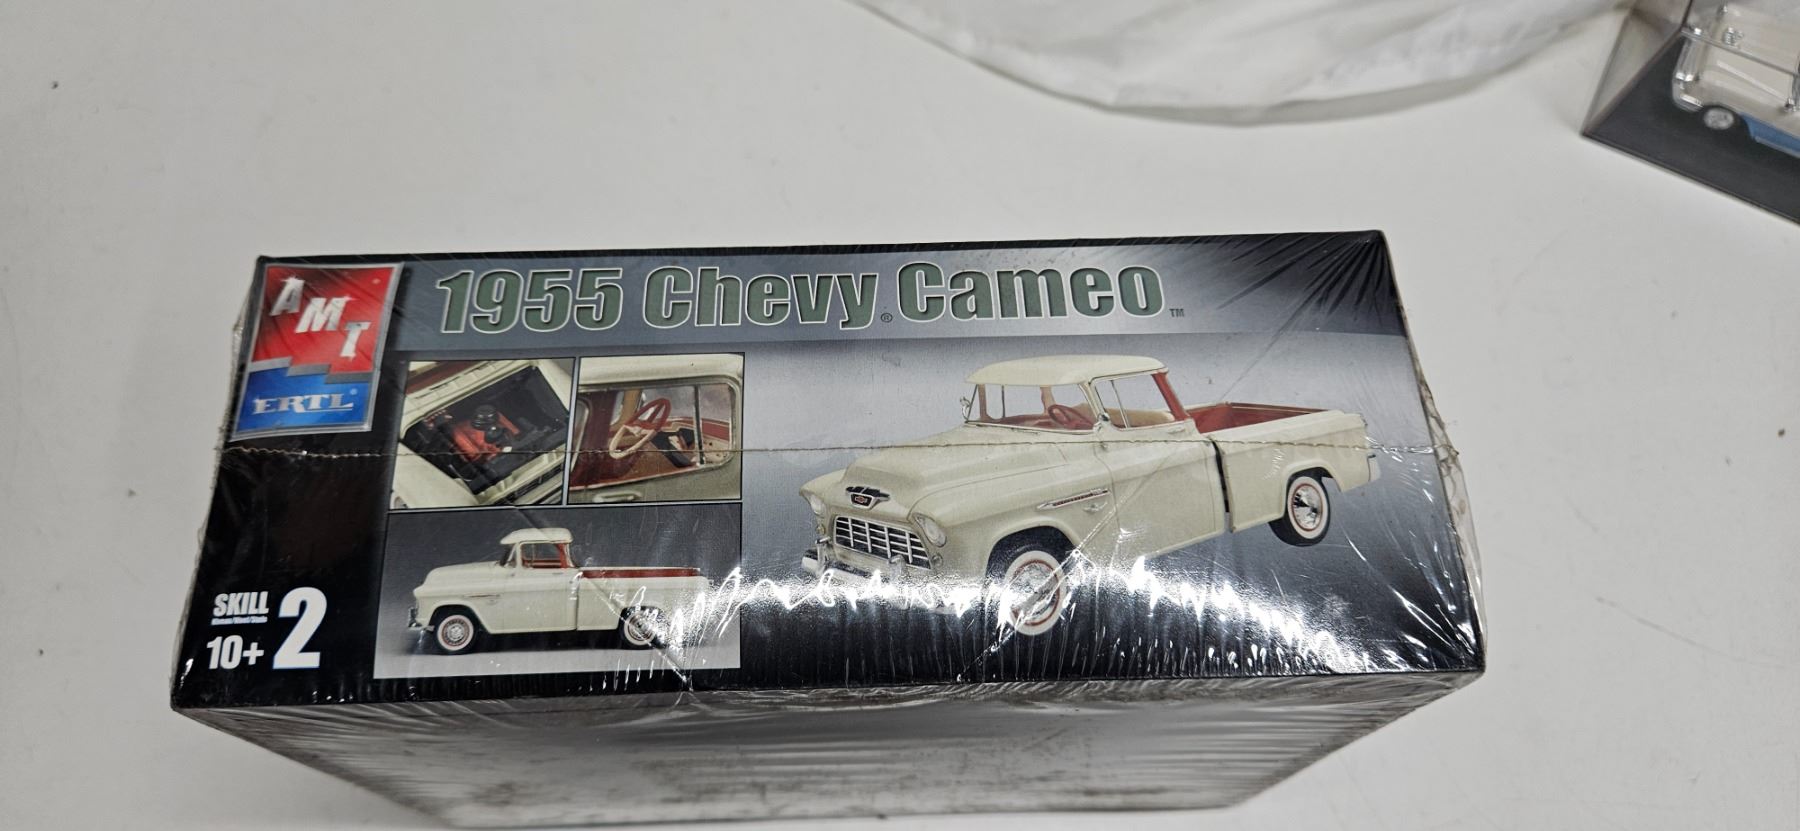 AMT
ERTL®
1955 Chevy® Cameo™
SKILL 2
10+